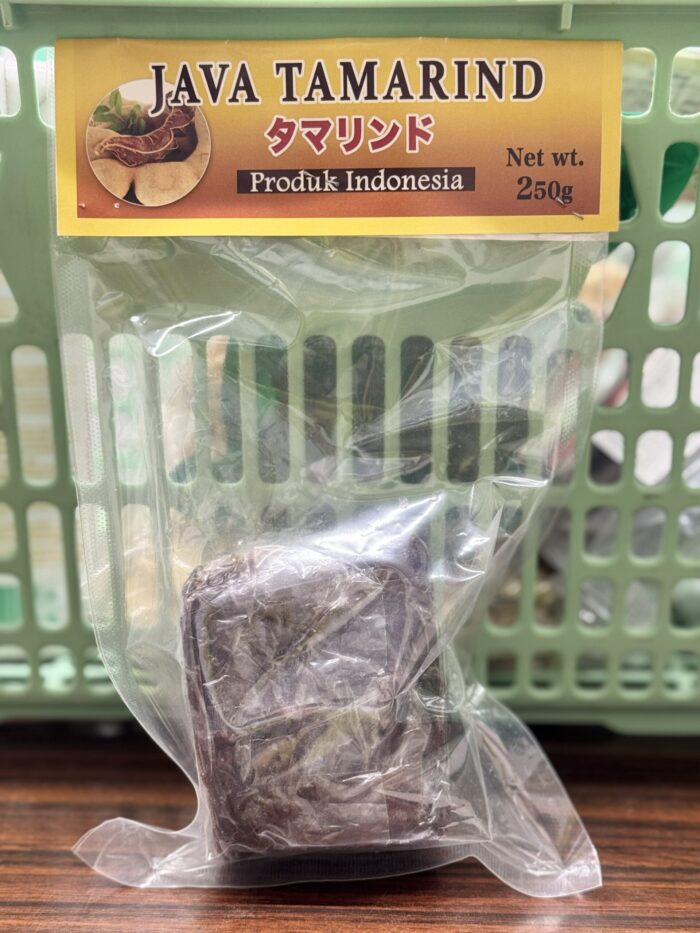 JAVA TAMARIND
タマリンド
Produk Indonesia
Net wt.
250g